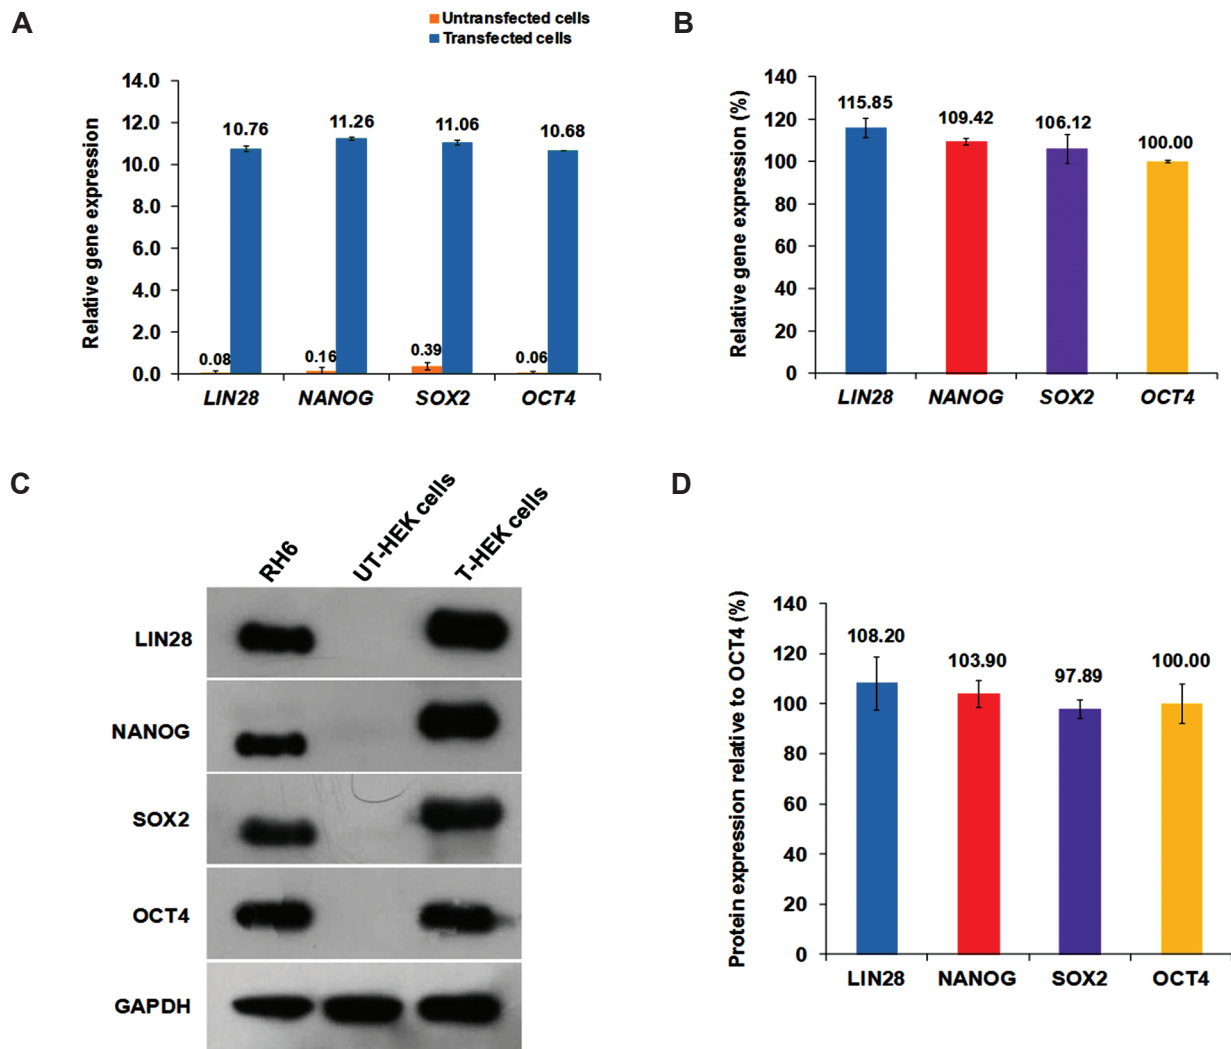 A
Untransfected cells
Transfected cells
Relative gene expression
14.0
12.0
10.0
8.0
6.0
4.0
2.0
0.0
10.76
11.26
11.06
10.68
0.08
0.16
0.39
0.06
LIN28
NANOG
SOX2
OCT4
B
Relative gene expression (%)
140
120
100
80
60
40
20
0
115.85
109.42
106.12
100.00
LIN28
NANOG
SOX2
OCT4
C
RH6
UT-HEK cells
T-HEK cells
LIN28
NANOG
SOX2
OCT4
GAPDH
D
Protein expression relative to OCT4 (%)
140
120
100
80
60
40
20
0
108.20
103.90
97.89
100.00
LIN28
NANOG
SOX2
OCT4